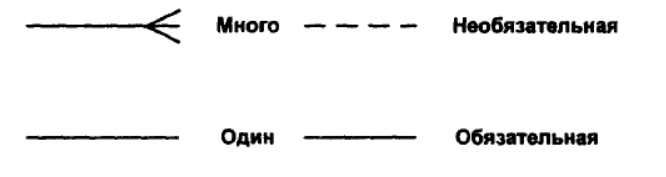 Много Необязательная
Один Обязательная